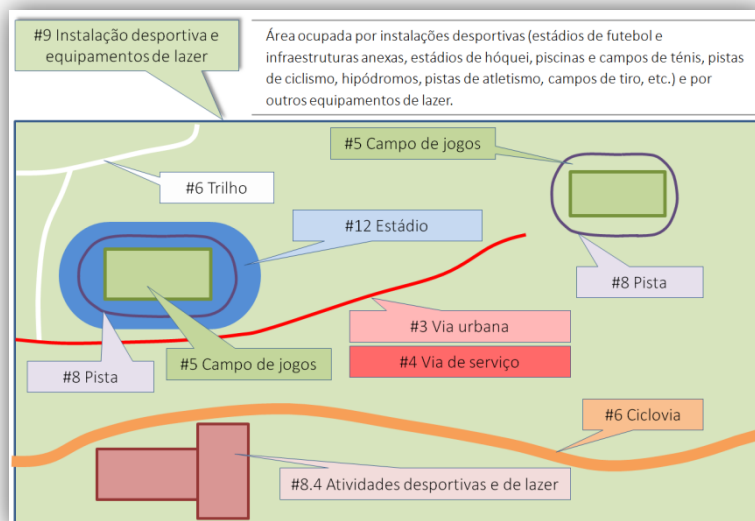 #9 Instalação desportiva e
equipamentos de lazer
Área ocupada por instalações desportivas (estádios de futebol e
infraestruturas anexas, estádios de hóquei, piscinas e campos de ténis, pistas
de ciclismo, hipódromos, pistas de atletismo, campos de tiro, etc.) e por
outros equipamentos de lazer.
#5 Campo de jogos
#6 Trilho
#12 Estádio
#8 Pista
#3 Via urbana
#8 Pista
#5 Campo de jogos
#4 Via de serviço
#6 Ciclovia
#8.4 Atividades desportivas e de lazer